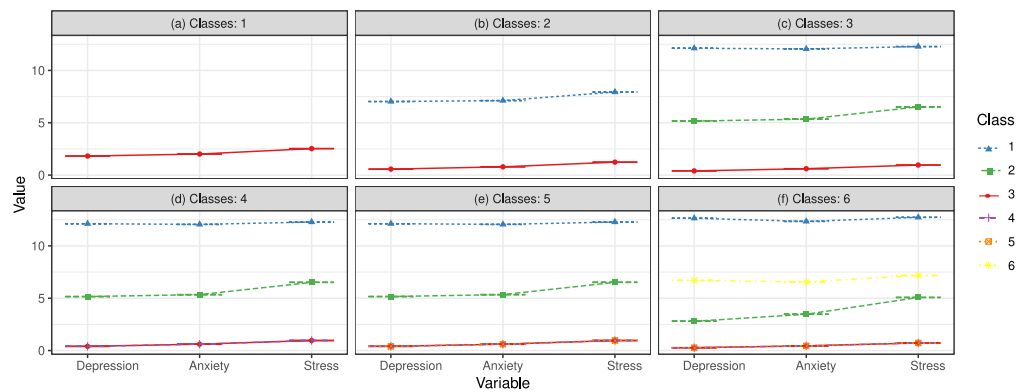 (a) Classes: 1
(b) Classes: 2
(c) Classes: 3
10
5
0
(d) Classes: 4
(e) Classes: 5
(f) Classes: 6
10
5
0
Value
Depression Anxiety Stress
Depression Anxiety Stress
Depression Anxiety Stress
Variable
Class
1
2
3
4
5
6